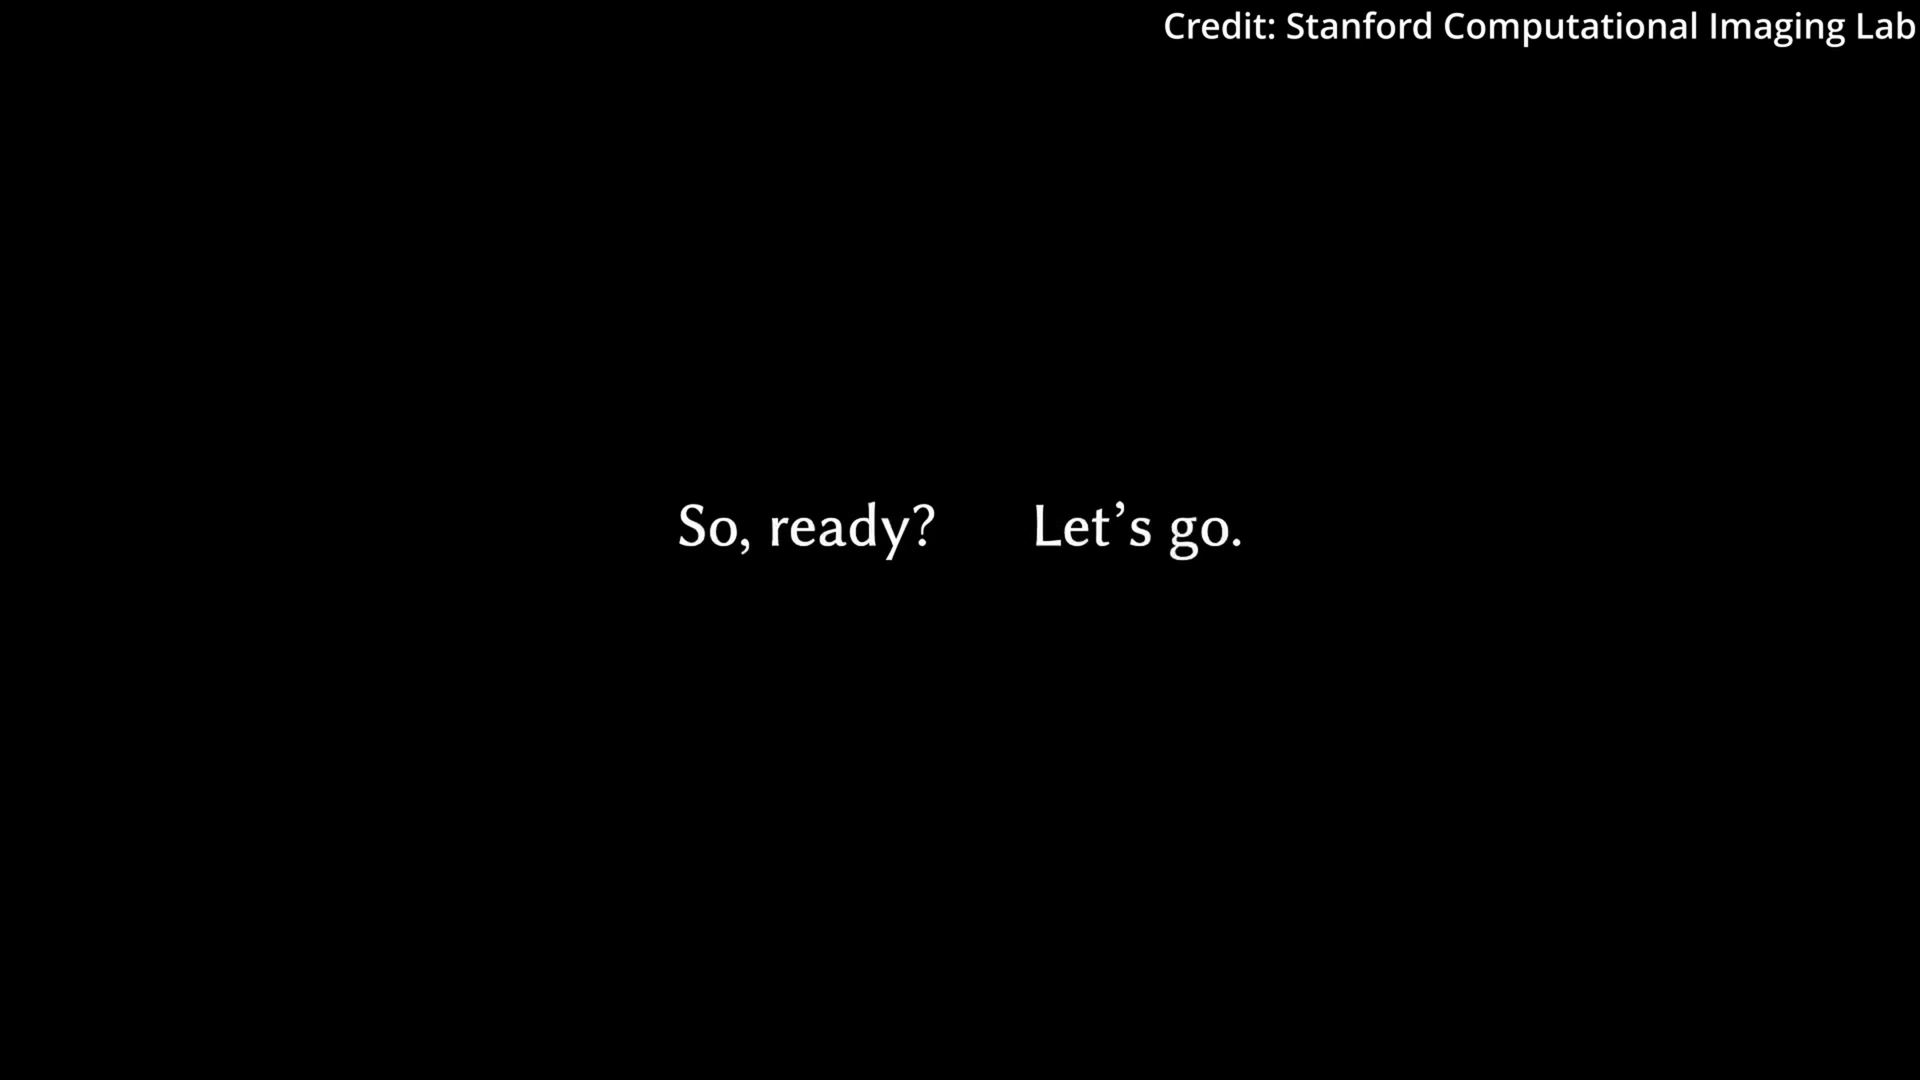 Credit: Stanford Computational Imaging Lab
So, ready? Let’s go.